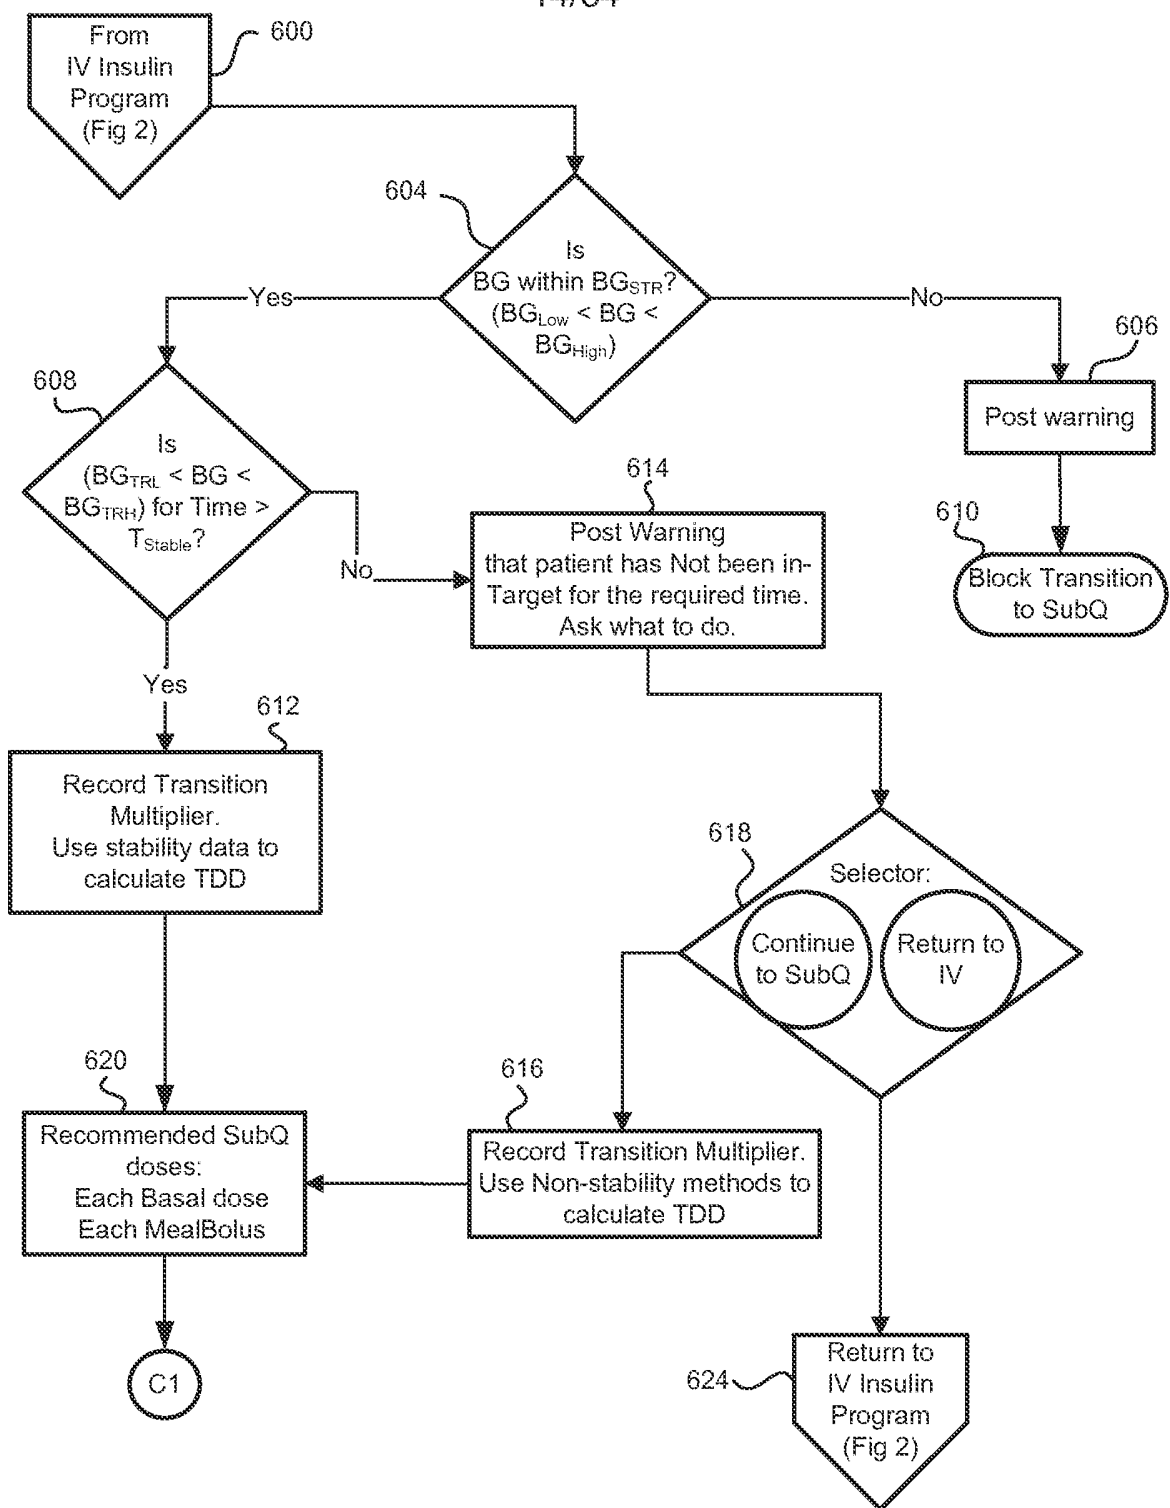 From
IV Insulin
Program
(Fig 2)
600
604
Is
BG within BGSTR?
(BGLow < BG <
BGHigh)
Yes
No
606
Post warning
610
Block Transition
to SubQ
608
Is
(BGTRL < BG <
BGTRH) for Time >
TStable?
No
Yes
614
Post Warning
that patient has Not been in-
Target for the required time.
Ask what to do.
612
Record Transition
Multiplier.
Use stability data to
calculate TDD
618
Selector:
Continue
to SubQ
Return to
IV
620
Recommended SubQ
doses:
Each Basal dose
Each MealBolus
616
Record Transition Multiplier.
Use Non-stability methods to
calculate TDD
C1
624
Return to
IV Insulin
Program
(Fig 2)